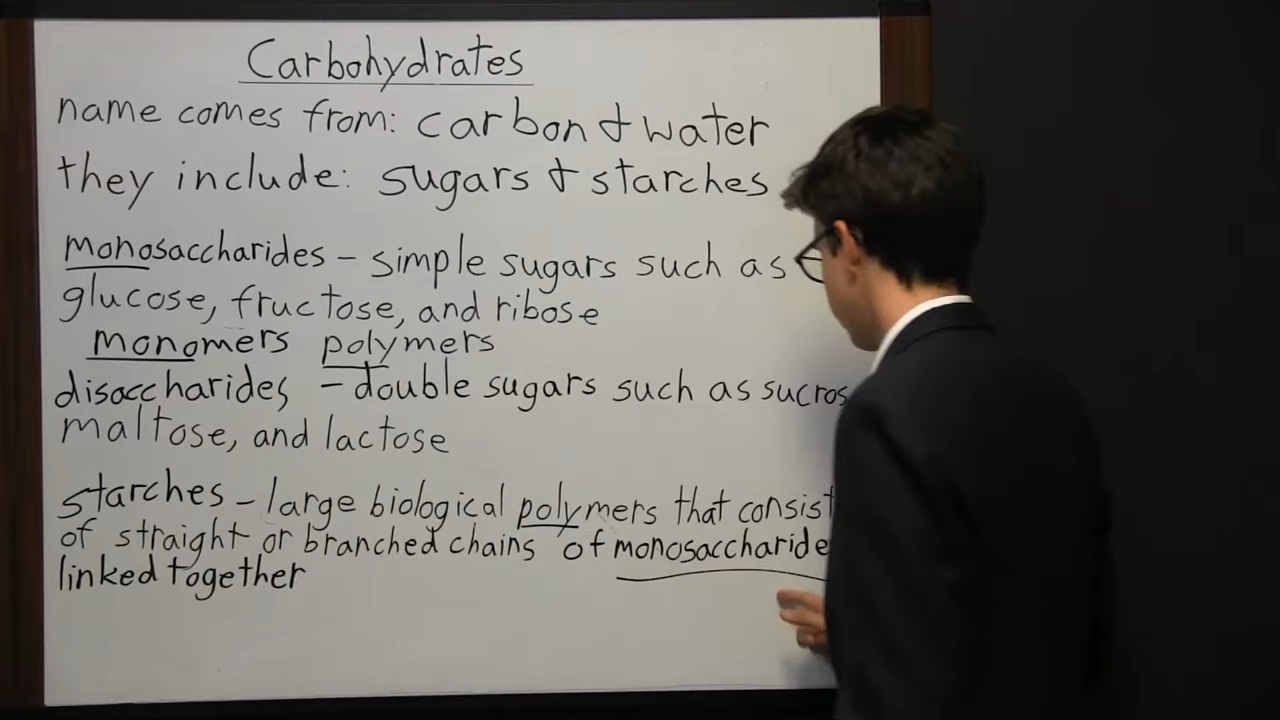 Carbohydrates
name comes from: carbon & water
they include: sugars & starches
monosaccharides - simple sugars such as
glucose, fructose, and ribose
monomers polymers
disaccharides - double sugars such as sucros
maltose, and lactose
starches - large biological polymers that consist
of straight or branched chains of monosaccharide
linked together